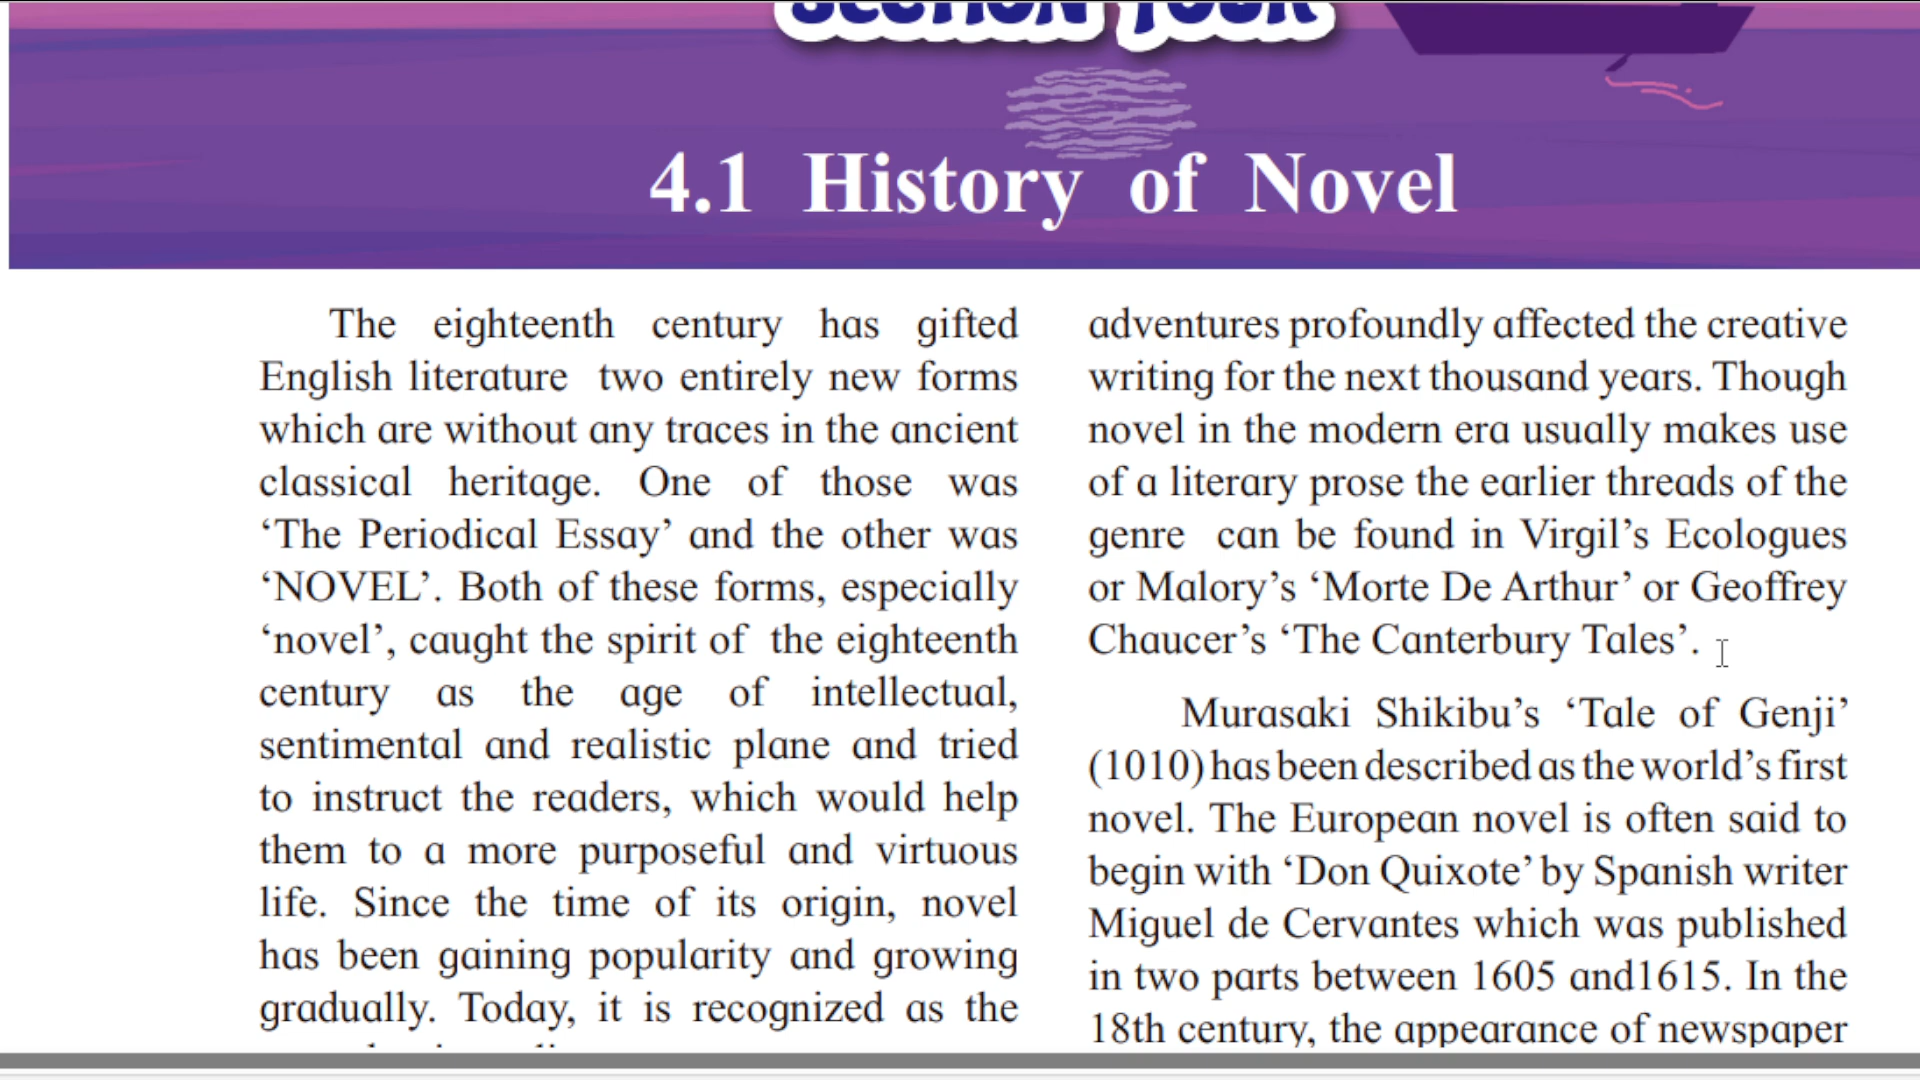 SECTION FOUR
4.1 History of Novel
The eighteenth century has gifted
English literature two entirely new forms
which are without any traces in the ancient
classical heritage. One of those was
‘The Periodical Essay’ and the other was
‘NOVEL’. Both of these forms, especially
‘novel’, caught the spirit of the eighteenth
century as the age of intellectual,
sentimental and realistic plane and tried
to instruct the readers, which would help
them to a more purposeful and virtuous
life. Since the time of its origin, novel
has been gaining popularity and growing
gradually. Today, it is recognized as the
adventures profoundly affected the creative
writing for the next thousand years. Though
novel in the modern era usually makes use
of a literary prose the earlier threads of the
genre can be found in Virgil’s Ecologues
or Malory’s ‘Morte De Arthur’ or Geoffrey
Chaucer’s ‘The Canterbury Tales’.
Murasaki Shikibu’s ‘Tale of Genji’
(1010) has been described as the world’s first
novel. The European novel is often said to
begin with ‘Don Quixote’ by Spanish writer
Miguel de Cervantes which was published
in two parts between 1605 and1615. In the
18th century, the appearance of newspaper